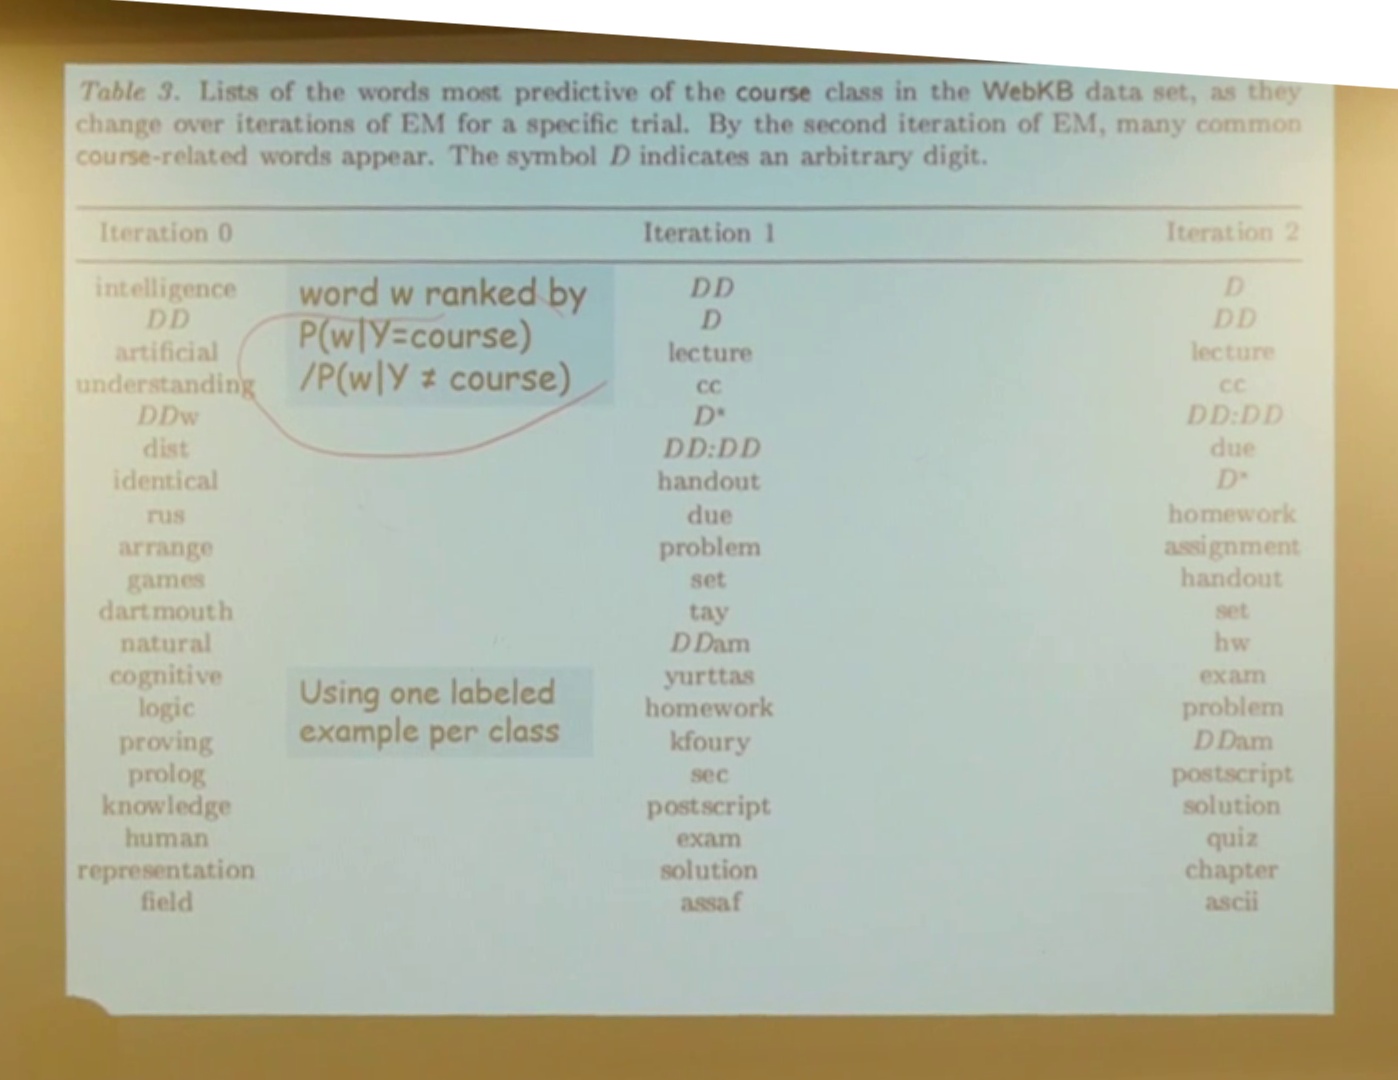 Table 3. Lists of the words most predictive of the course class in the WebKB data set, as they
change over iterations of EM for a specific trial. By the second iteration of EM, many common
course-related words appear. The symbol D indicates an arbitrary digit.
Iteration 0 Iteration 1 Iteration 2
intelligence DD D
DD D DD
artificial lecture lecture
understanding cc cc
DDw D* DD:DD
dist DD:DD due
identical handout D*
rus due homework
arrange problem assignment
games set handout
dartmouth tay set
natural DDam hw
cognitive yurttas exam
logic homework problem
proving kfoury DDam
prolog sec postscript
knowledge postscript solution
human exam quiz
representation solution chapter
field assaf ascii
word w ranked by
P(w|Y=course)
/P(w|Y ≠ course)
Using one labeled
example per class